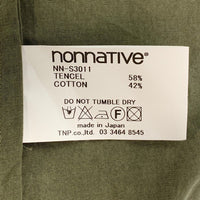 nonnative®
NN-S3011
TENCEL 58%
COTTON 42%
DO NOT TUMBLE DRY
made in Japan
TNP.co.,ltd. 03 3464 8545